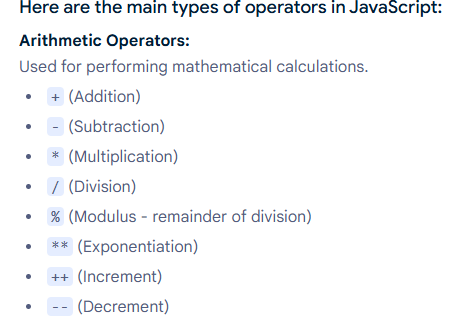 Here are the main types of operators in JavaScript:
Arithmetic Operators:
Used for performing mathematical calculations.
• + (Addition)
• - (Subtraction)
• * (Multiplication)
• / (Division)
• % (Modulus - remainder of division)
• ** (Exponentiation)
• ++ (Increment)
• -- (Decrement)